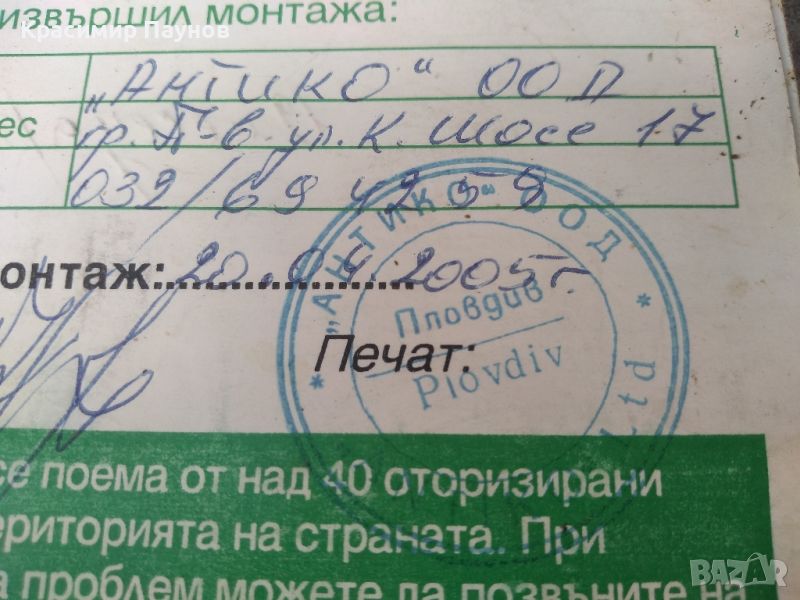 извършил монтажа:
Красимир Паунов
„Антико“ ООД
ес гр. П-в ул. К. Шосе 17
032/69 42 58
онтаж: 20.04.2005г
„АНТИКО“ ООД
Пловдив
Plovdiv
Ltd
Печат:
се поема от над 40 оторизирани
ериторията на страната. При
а проблем можете да позвъните на
BAZAR